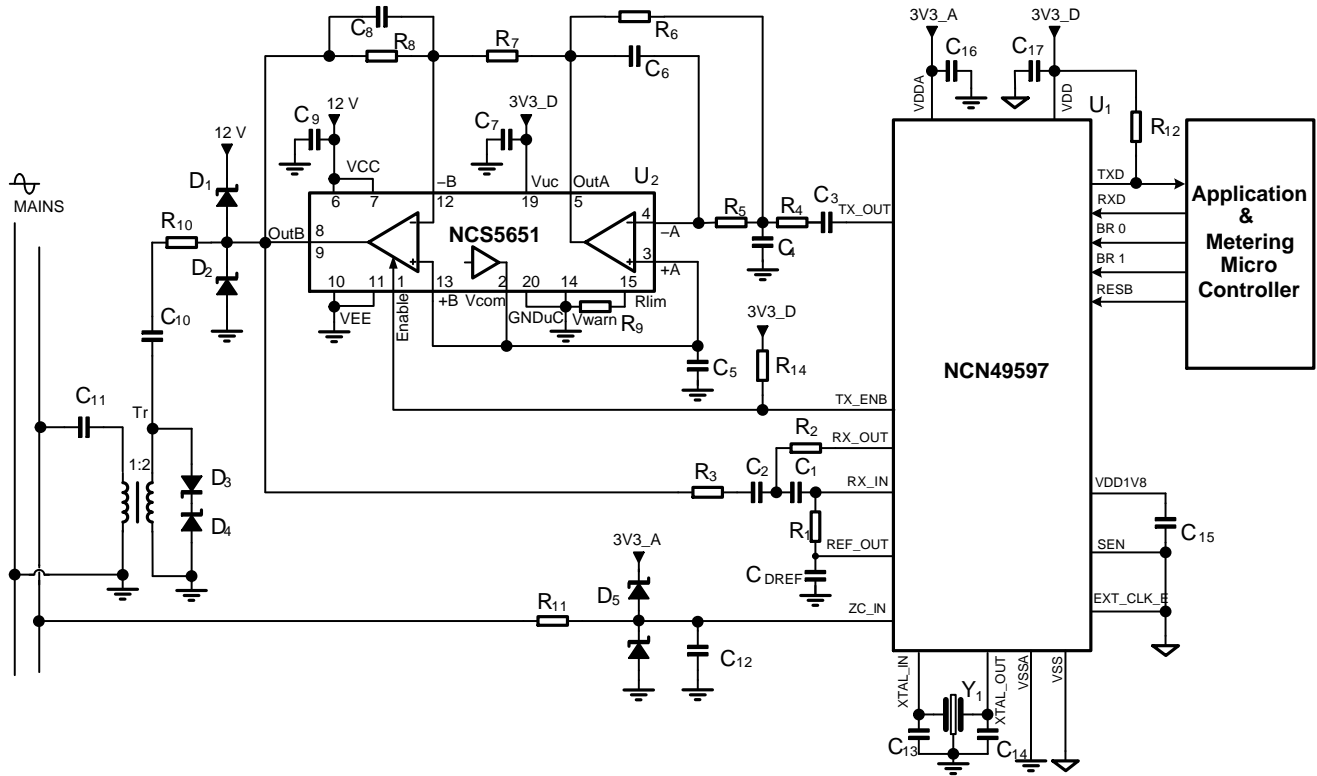 3V3_A
3V3_D
C8
R8
R7
R6
C6
C16
C17
VDDA
VDD
U1
R12
12 V
C9
3V3_D
C7
12 V
VCC
Vuc
OutA
U2
–B
6
7
12
19
5
D1
MAINS
R10
OutB
8
9
NCS5651
4
–A
3
+A
R5
R4
C3
TX_OUT
C4
TXD
RXD
BR 0
BR 1
RESB
Application
&
Metering
Micro
Controller
D2
10
11
1
13
2
20
14
15
VEE
Enable
+B
Vcom
GNDuC
Vwarn
Rlim
R9
C10
3V3_D
R14
C5
NCN49597
C11
Tr
1:2
D3
D4
TX_ENB
R2
RX_OUT
R3
C2
C1
RX_IN
R1
REF_OUT
CDREF
VDD1V8
C15
SEN
EXT_CLK_E
3V3_A
D5
R11
C12
ZC_IN
XTAL_IN
XTAL_OUT
VSSA
VSS
Y1
C13
C14